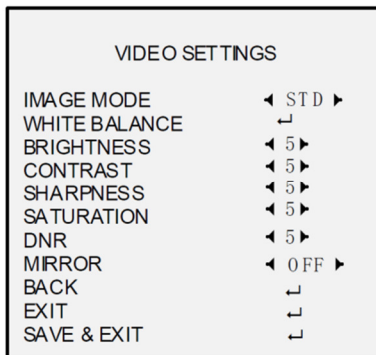 VIDEO SETTINGS
IMAGE MODE ◄ STD ►
WHITE BALANCE ↵
BRIGHTNESS ◄ 5 ►
CONTRAST ◄ 5 ►
SHARPNESS ◄ 5 ►
SATURATION ◄ 5 ►
DNR ◄ 5 ►
MIRROR ◄ OFF ►
BACK ↵
EXIT ↵
SAVE & EXIT ↵